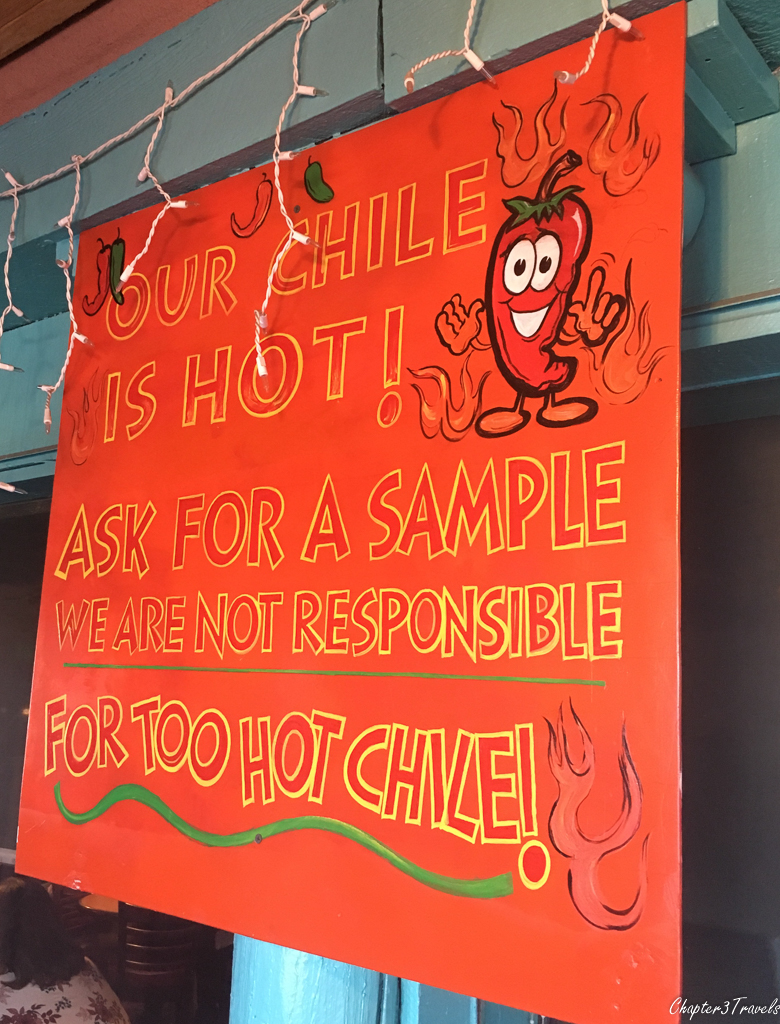 OUR CHILE
IS HOT!
ASK FOR A SAMPLE
WE ARE NOT RESPONSIBLE
FOR TOO HOT CHILE!
Chapter3Travels